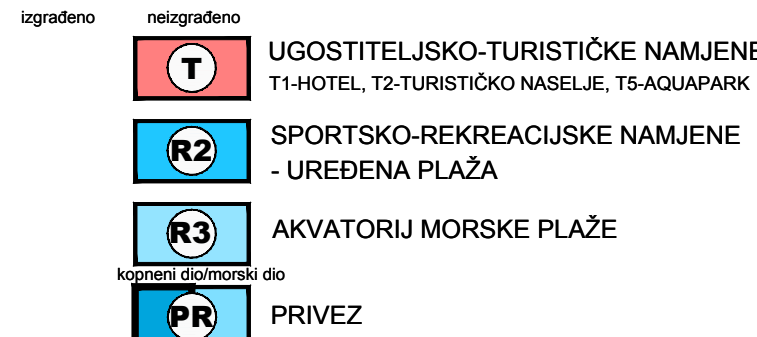 izgrađeno neizgrađeno
T UGOSTITELJSKO-TURISTIČKE NAMJENE
T1-HOTEL, T2-TURISTIČKO NASELJE, T5-AQUAPARK
R2 SPORTSKO-REKREACIJSKE NAMJENE
- UREĐENA PLAŽA
R3 AKVATORIJ MORSKE PLAŽE
kopneni dio/morski dio
PR PRIVEZ